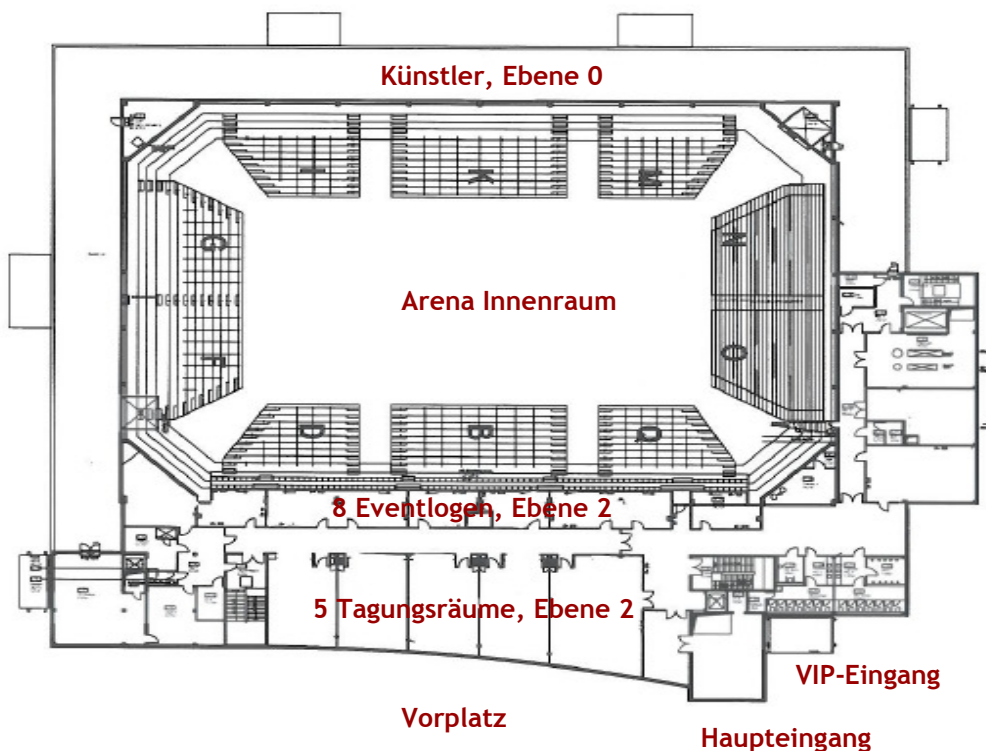 Künstler, Ebene 0
I
K
M
G
N
Arena Innenraum
F
O
D
B
Q
8 Eventlogen, Ebene 2
5 Tagungsräume, Ebene 2
VIP-Eingang
Vorplatz
Haupteingang